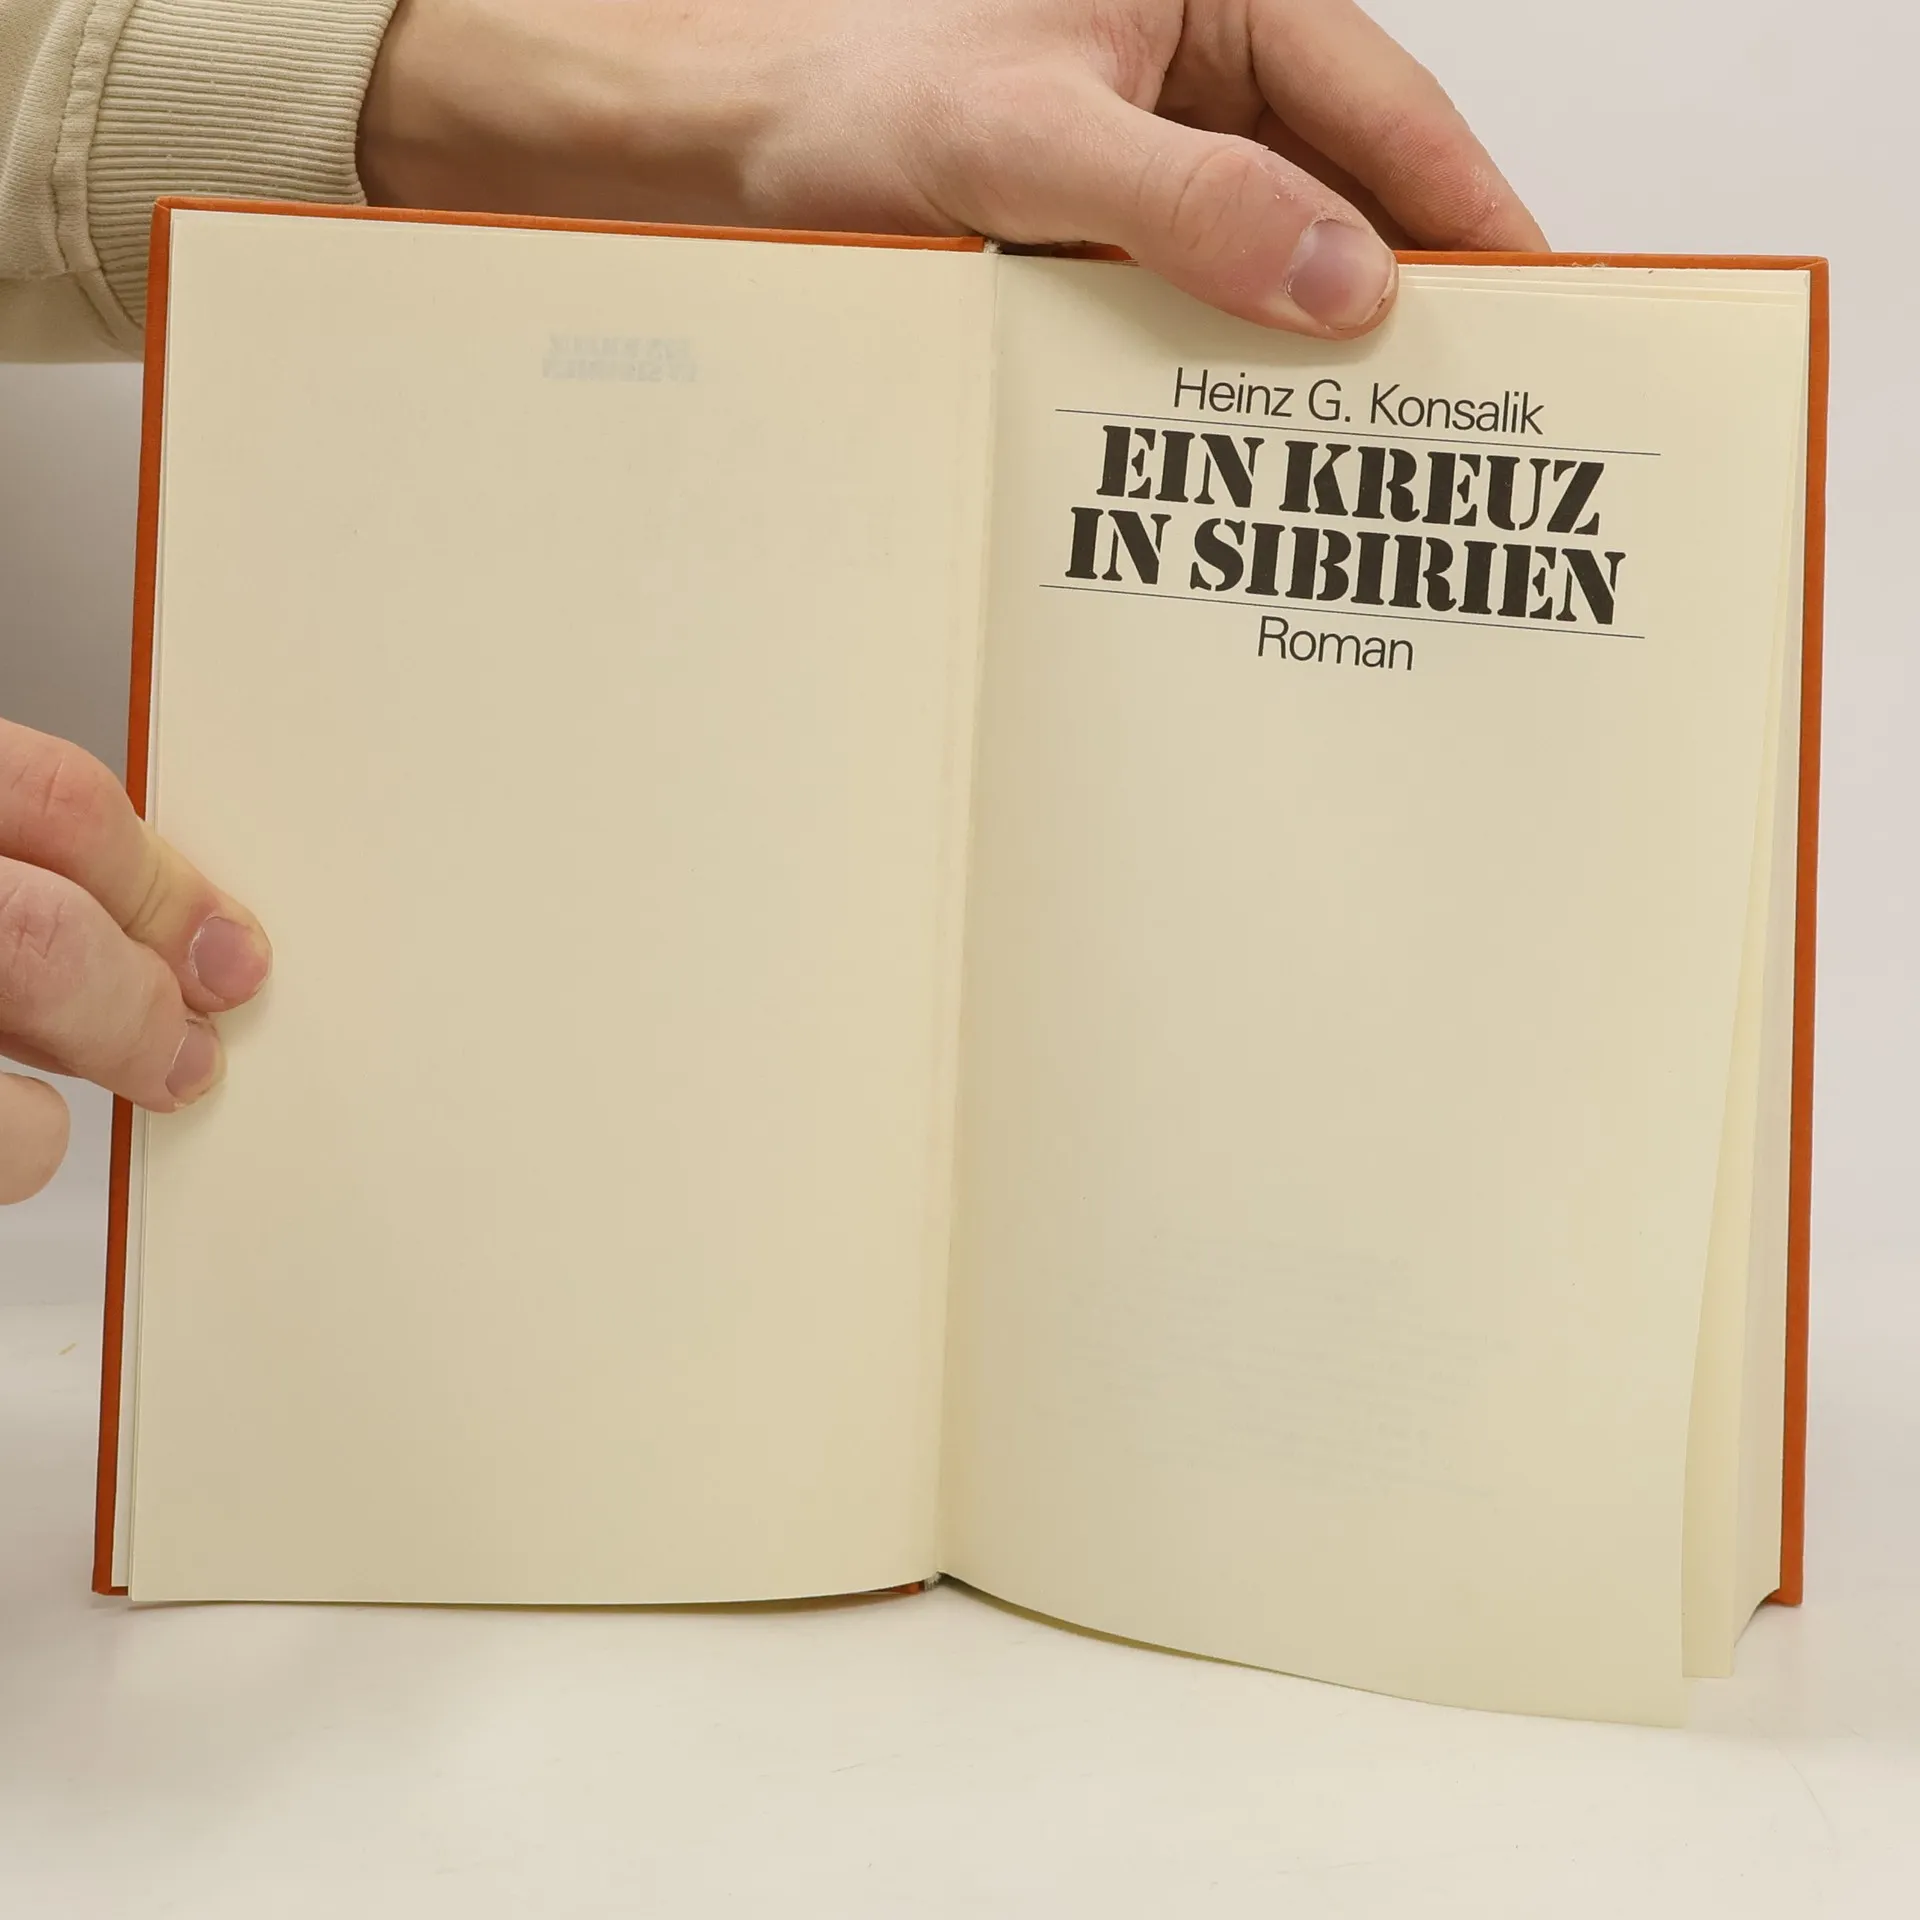 Heinz G. Konsalik
EIN KREUZ
IN SIBIRIEN
Roman